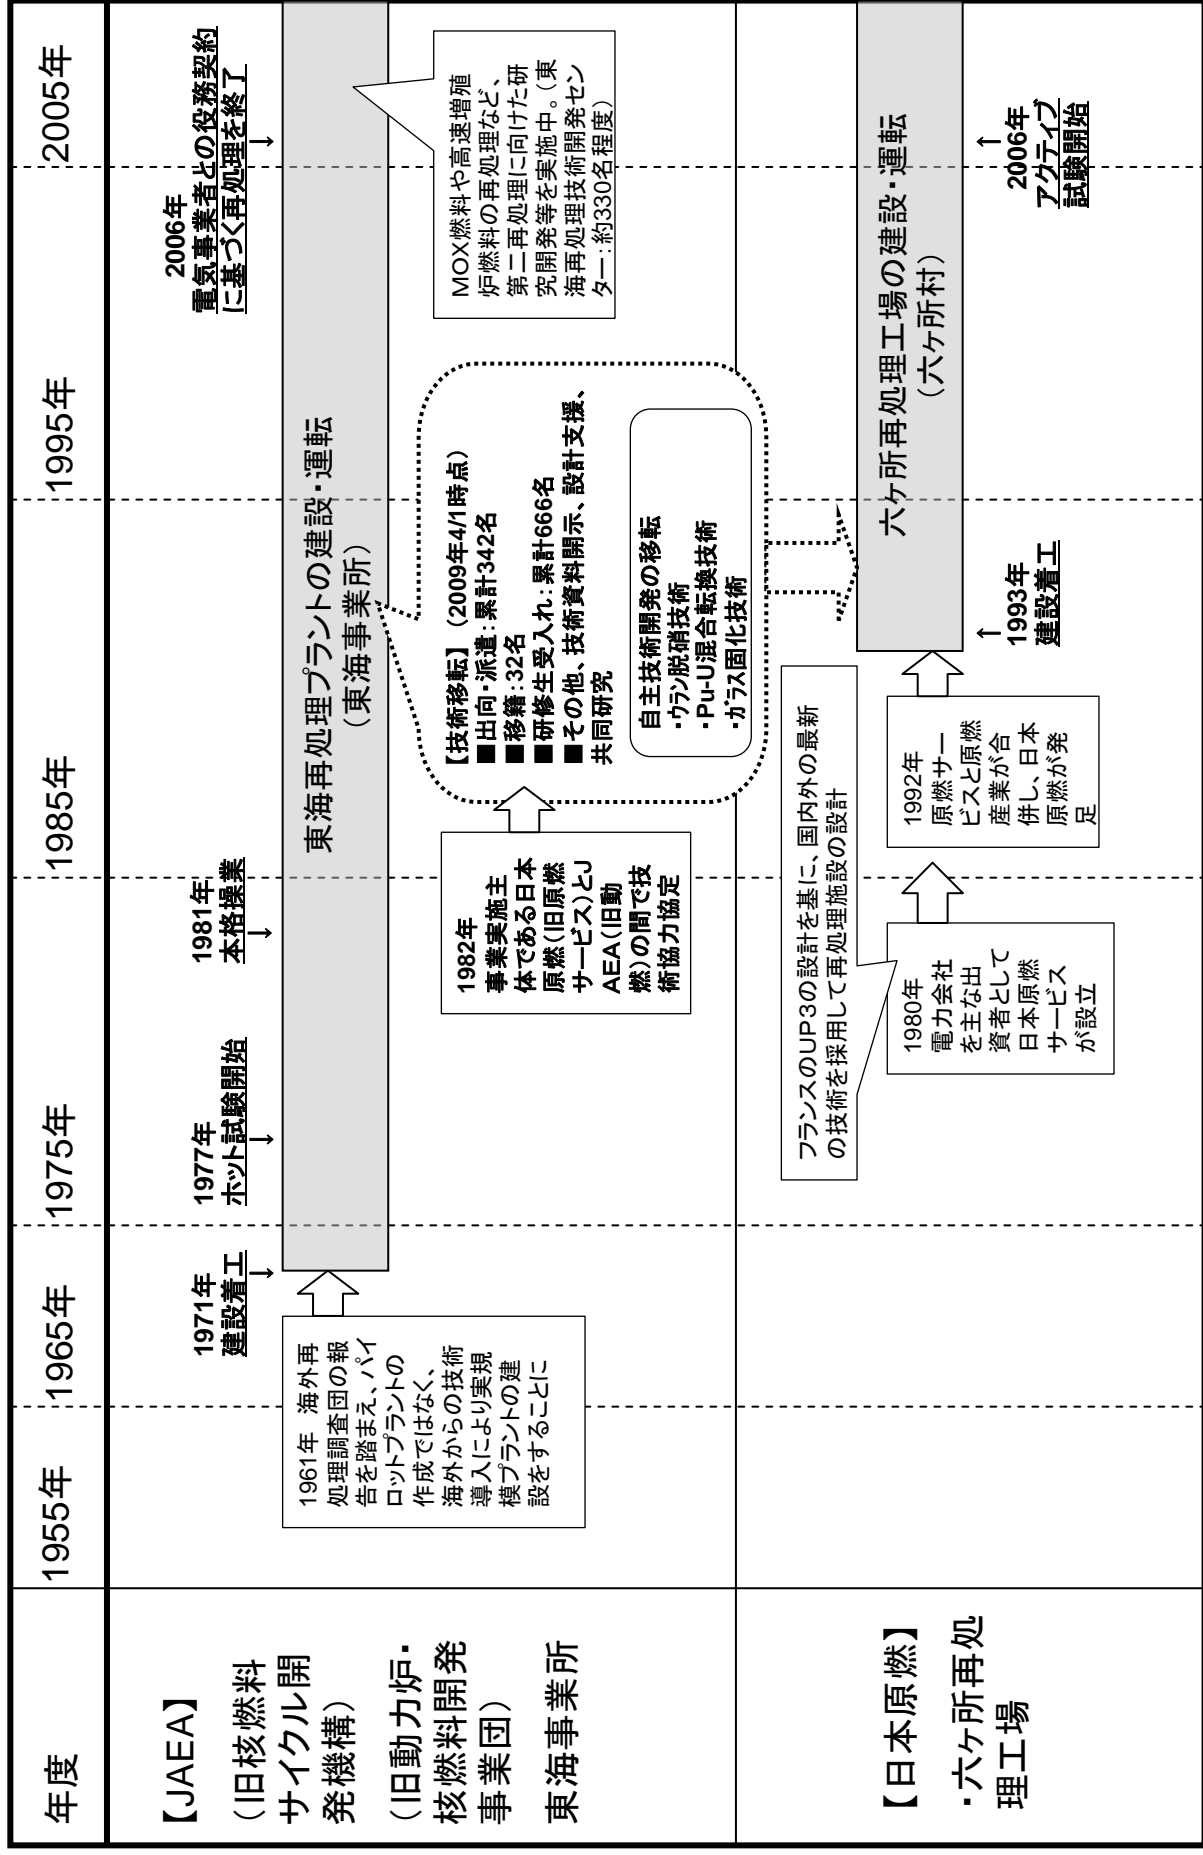 年度
1955年
1965年
1975年
1985年
1995年
2005年
【JAEA】
（旧核燃料
サイクル開
発機構）
（旧動力炉・
核燃料開発
事業団）
東海事業所
1971年
建設着工
↓
1977年
ホット試験開始
↓
1981年
本格操業
↓
2006年
電気事業者との役務契約
に基づく再処理を終了
↓
東海再処理プラントの建設・運転
（東海事業所）
1961年　海外再
処理調査団の報
告を踏まえ、パイ
ロットプラントの
作成ではなく、
海外からの技術
導入により実規
模プラントの建
設をすることに
1982年
事業実施主
体である日本
原燃（旧原燃
サービス）とJ
AEA（旧動
燃）の間で技
術協力協定
【技術移転】（2009年4/1時点）
■出向・派遣：累計342名
■移籍：32名
■研修生受入れ：累計666名
■その他、技術資料開示、設計支援、
共同研究
自主技術開発の移転
・ウラン脱硝技術
・Pu-U混合転換技術
・ガラス固化技術
MOX燃料や高速増殖
炉燃料の再処理など、
第二再処理に向けた研
究開発等を実施中。（東
海再処理技術開発セン
ター：約330名程度）
【日本原燃】
・六ヶ所再処
理工場
フランスのUP3の設計を基に、国内外の最新
の技術を採用して再処理施設の設計
1980年
電力会社
を主な出
資者として
日本原燃
サービス
が設立
1992年
原燃サー
ビスと原燃
産業が合
併し、日本
原燃が発
足
六ヶ所再処理工場の建設・運転
（六ヶ所村）
↑
1993年
建設着工
↑
2006年
アクティブ
試験開始